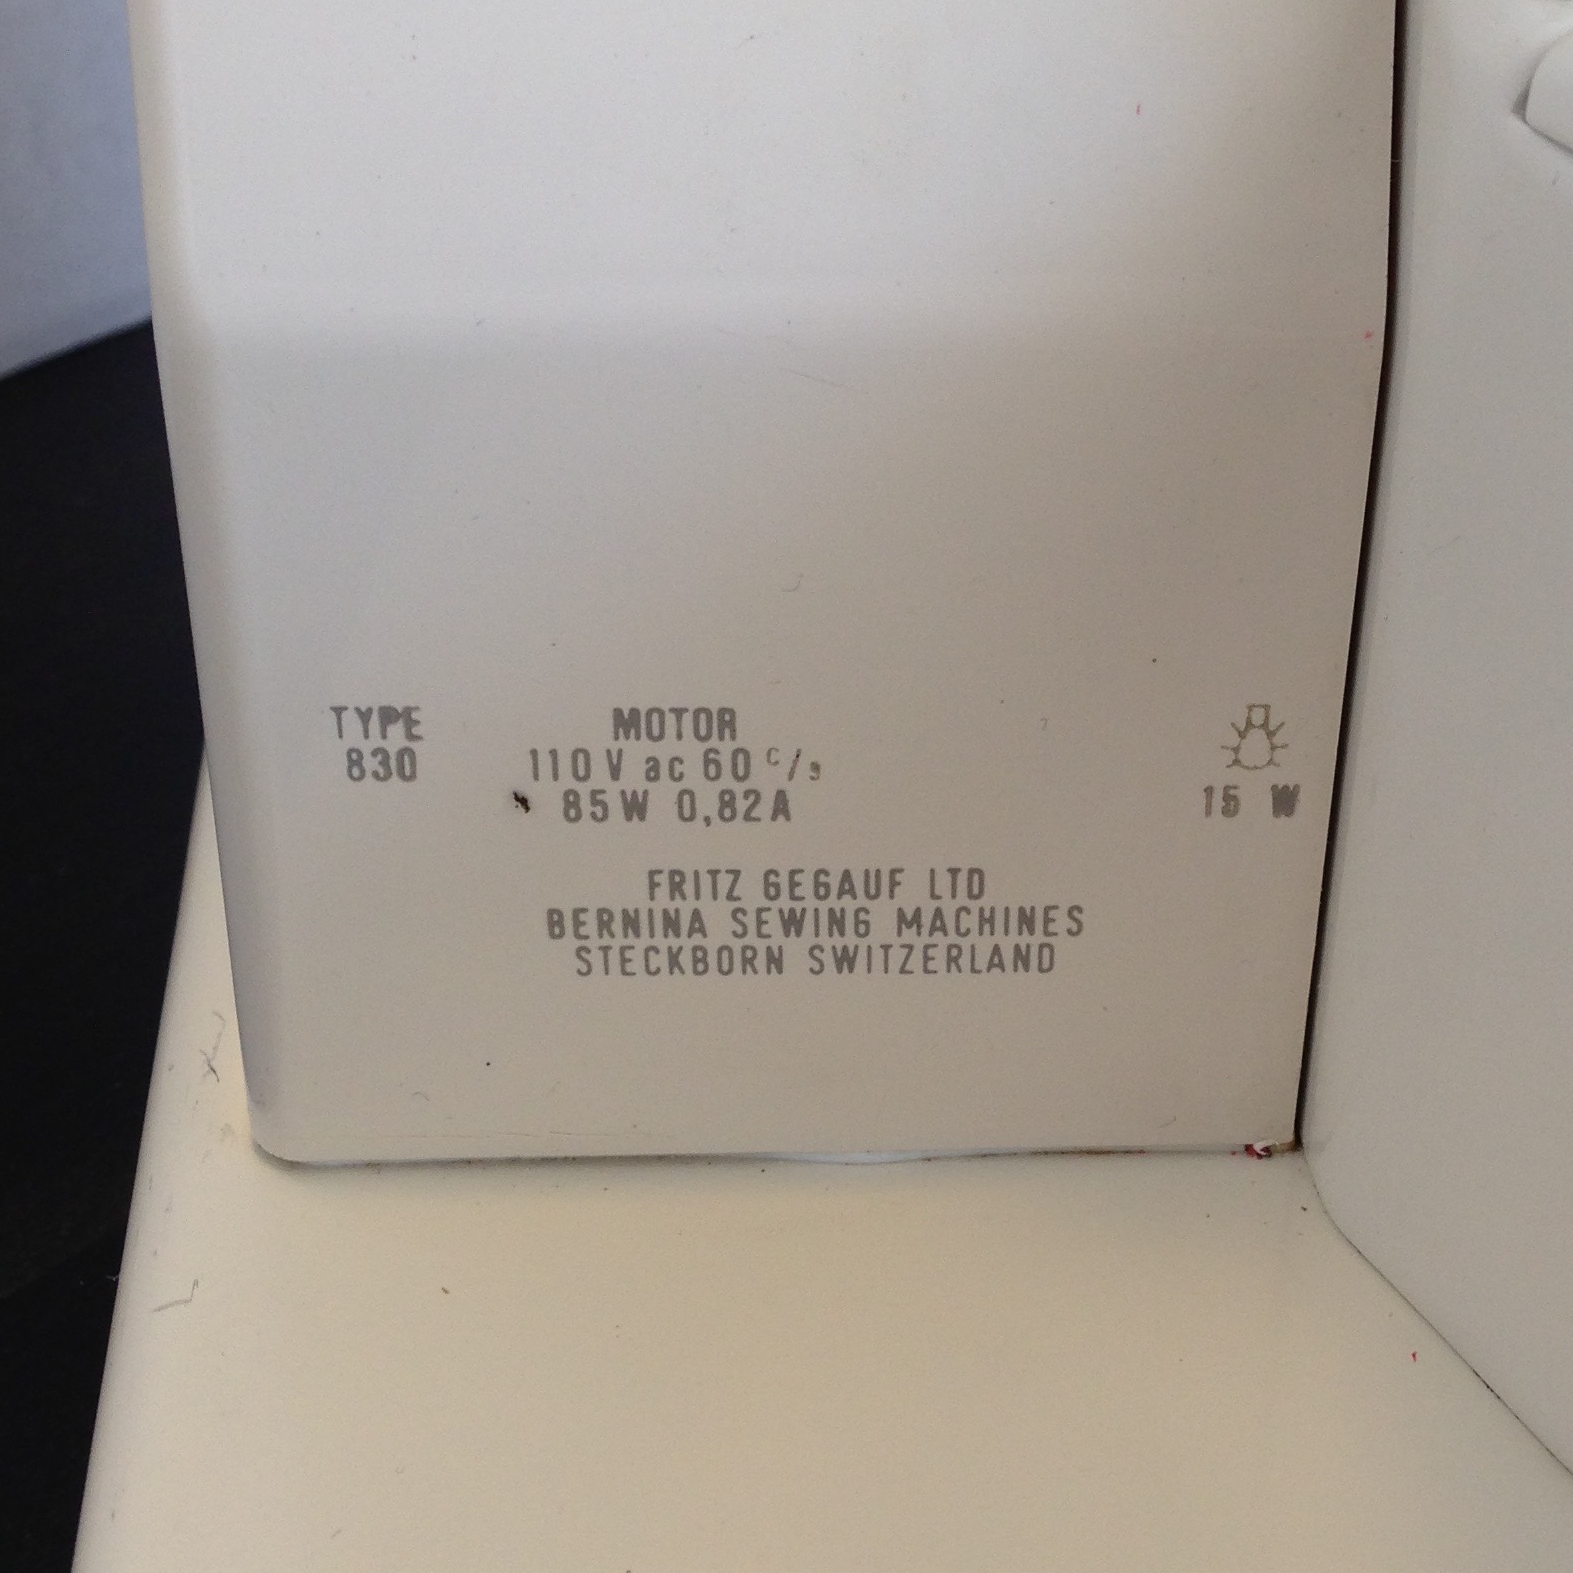 TYPE
830
MOTOR
110 V ac 60 c/s
85 W 0,82 A
15 W
FRITZ GEGAUF LTD
BERNINA SEWING MACHINES
STECKBORN SWITZERLAND